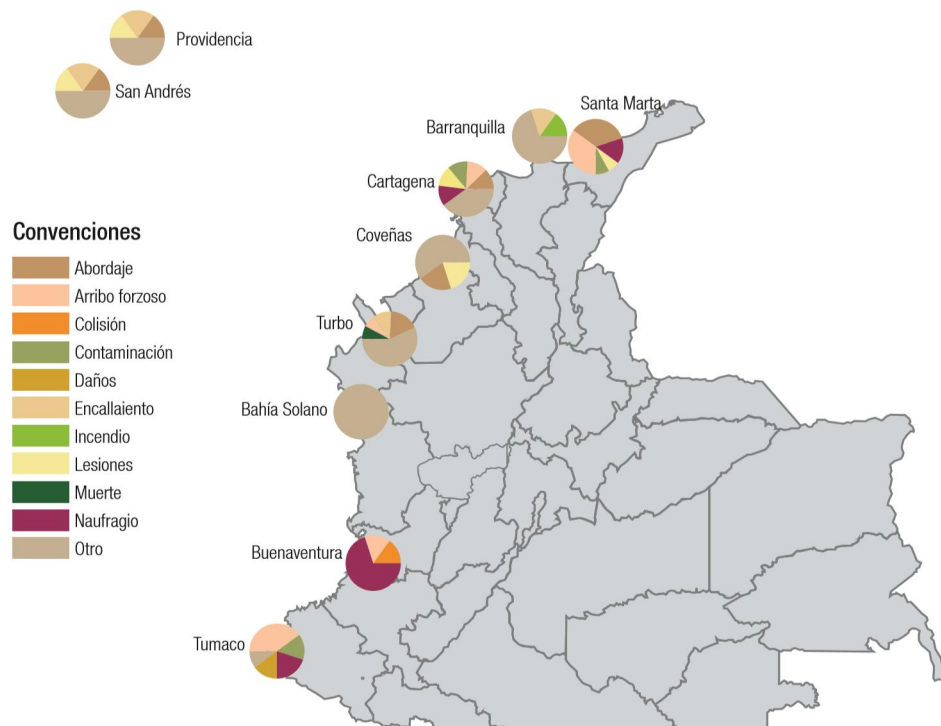 Providencia
San Andrés
Santa Marta
Barranquilla
Cartagena
Coveñas
Turbo
Bahía Solano
Buenaventura
Tumaco
Convenciones
Abordaje
Arribo forzoso
Colisión
Contaminación
Daños
Encallaiento
Incendio
Lesiones
Muerte
Naufragio
Otro